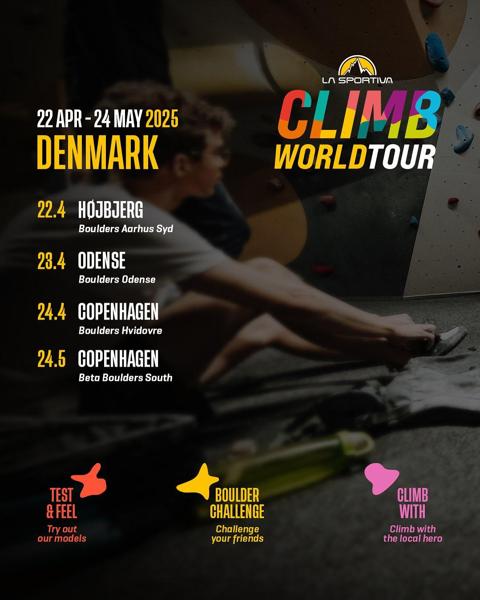 LA SPORTIVA
CLIMB
WORLDTOUR
22 APR - 24 MAY 2025
DENMARK
22.4 HØJBJERG
Boulders Aarhus Syd
23.4 ODENSE
Boulders Odense
24.4 COPENHAGEN
Boulders Hvidovre
24.5 COPENHAGEN
Beta Boulders South
TEST
& FEEL
Try out
our models
BOULDER
CHALLENGE
Challenge
your friends
CLIMB
WITH
Climb with
the local hero